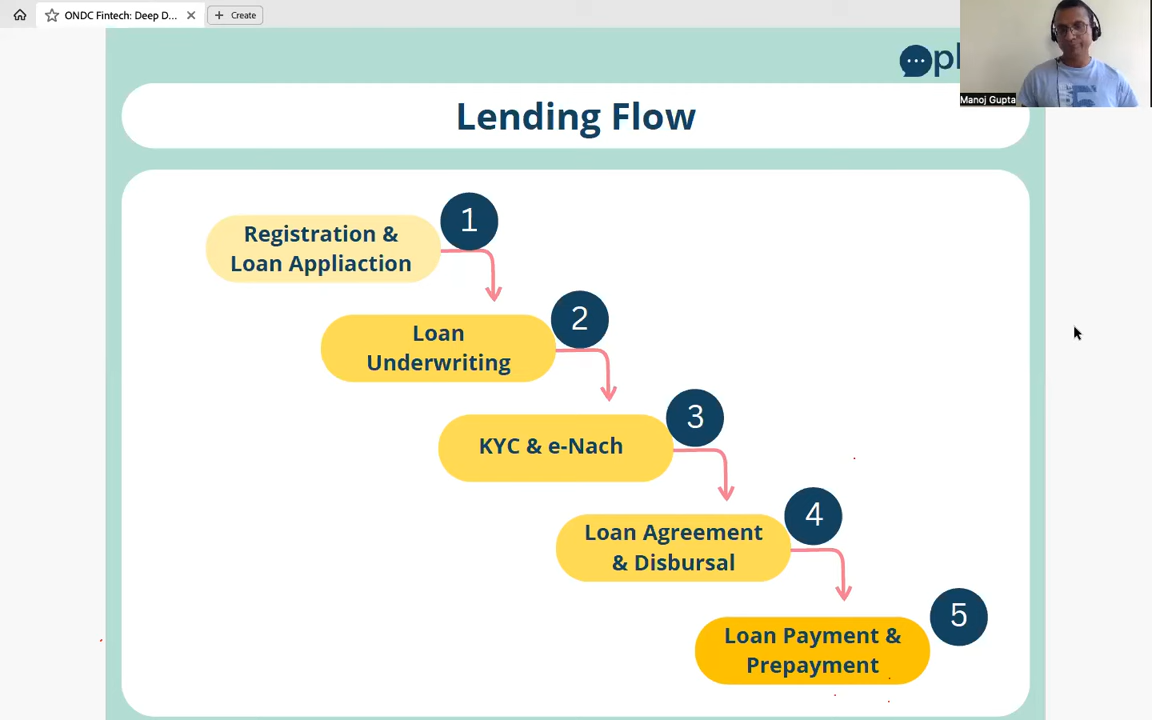 ONDC Fintech: Deep D...
+ Create
Manoj Gupta
Lending Flow
1
Registration &
Loan Appliaction
2
Loan
Underwriting
3
KYC & e-Nach
4
Loan Agreement
& Disbursal
5
Loan Payment &
Prepayment